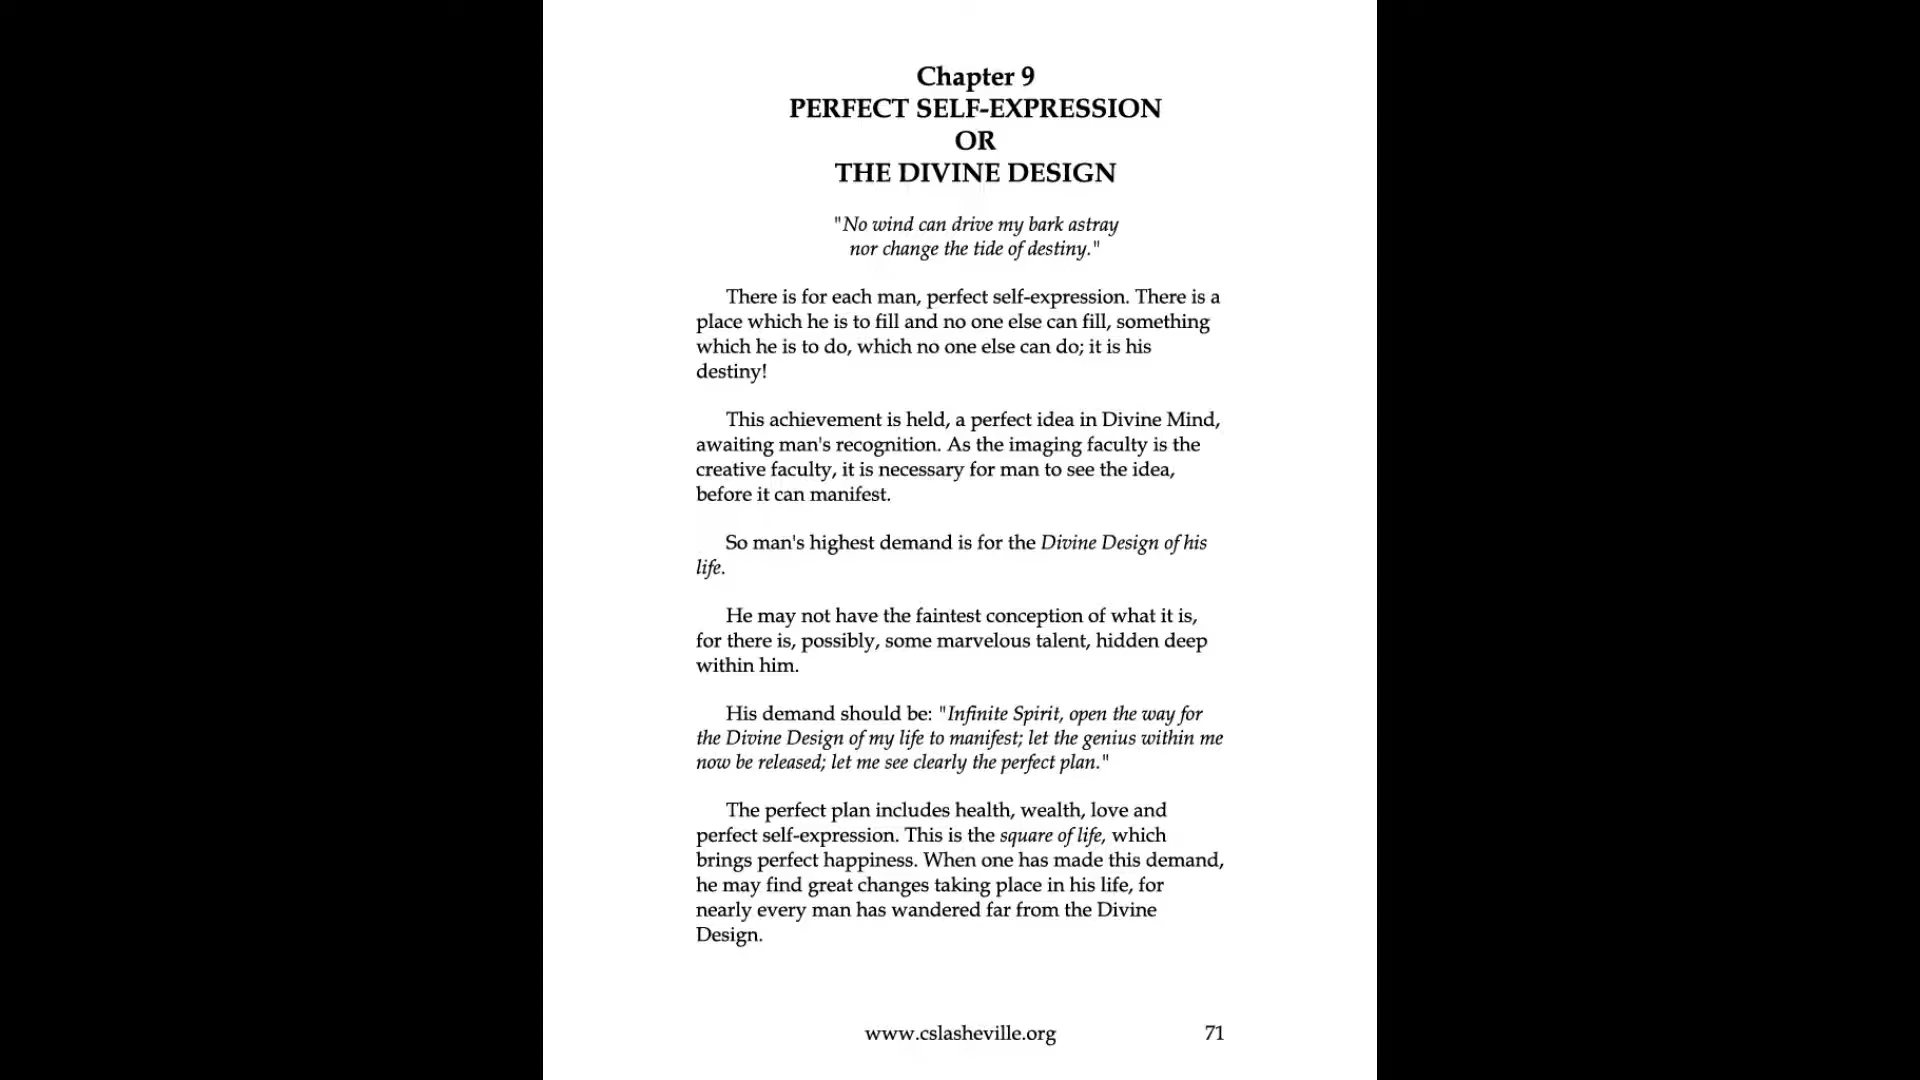 Chapter 9
PERFECT SELF-EXPRESSION
OR
THE DIVINE DESIGN
"No wind can drive my bark astray
nor change the tide of destiny."
There is for each man, perfect self-expression. There is a
place which he is to fill and no one else can fill, something
which he is to do, which no one else can do; it is his
destiny!
This achievement is held, a perfect idea in Divine Mind,
awaiting man's recognition. As the imaging faculty is the
creative faculty, it is necessary for man to see the idea,
before it can manifest.
So man's highest demand is for the Divine Design of his
life.
He may not have the faintest conception of what it is,
for there is, possibly, some marvelous talent, hidden deep
within him.
His demand should be: "Infinite Spirit, open the way for
the Divine Design of my life to manifest; let the genius within me
now be released; let me see clearly the perfect plan."
The perfect plan includes health, wealth, love and
perfect self-expression. This is the square of life, which
brings perfect happiness. When one has made this demand,
he may find great changes taking place in his life, for
nearly every man has wandered far from the Divine
Design.
www.cslasheville.org 71